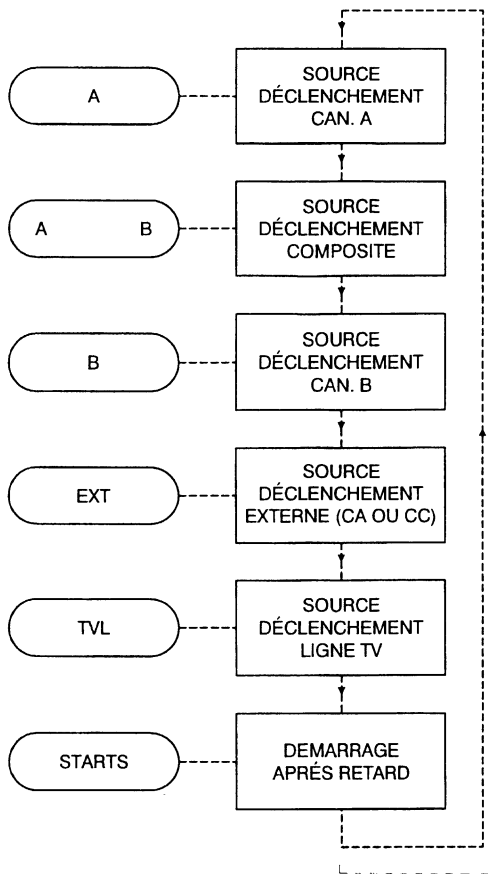 A
SOURCE
DÉCLENCHEMENT
CAN. A
A B
SOURCE
DÉCLENCHEMENT
COMPOSITE
B
SOURCE
DÉCLENCHEMENT
CAN. B
EXT
SOURCE
DÉCLENCHEMENT
EXTERNE (CA OU CC)
TVL
SOURCE
DÉCLENCHEMENT
LIGNE TV
STARTS
DEMARRAGE
APRÉS RETARD